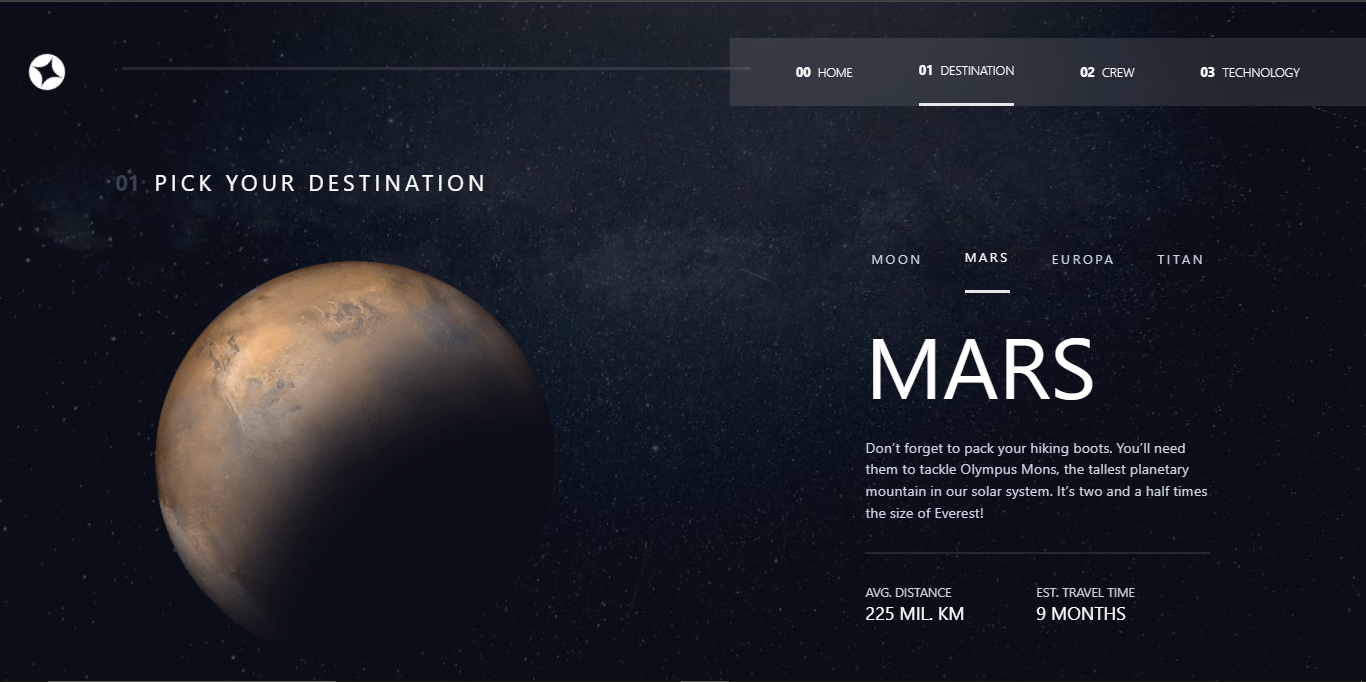 00 HOME 01 DESTINATION 02 CREW 03 TECHNOLOGY
01 PICK YOUR DESTINATION
MOON MARS EUROPA TITAN
MARS
Don’t forget to pack your hiking boots. You’ll need
them to tackle Olympus Mons, the tallest planetary
mountain in our solar system. It’s two and a half times
the size of Everest!
AVG. DISTANCE EST. TRAVEL TIME
225 MIL. KM 9 MONTHS